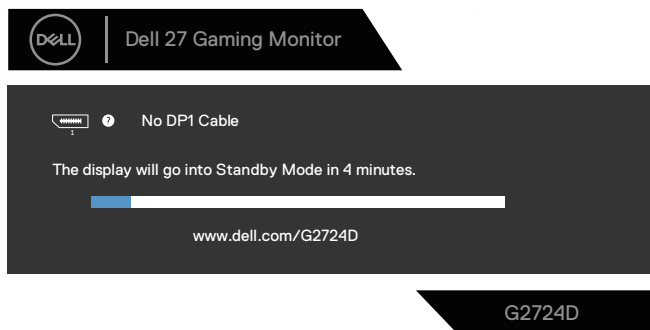 DELL
Dell 27 Gaming Monitor
? No DP1 Cable
1
The display will go into Standby Mode in 4 minutes.
www.dell.com/G2724D
G2724D